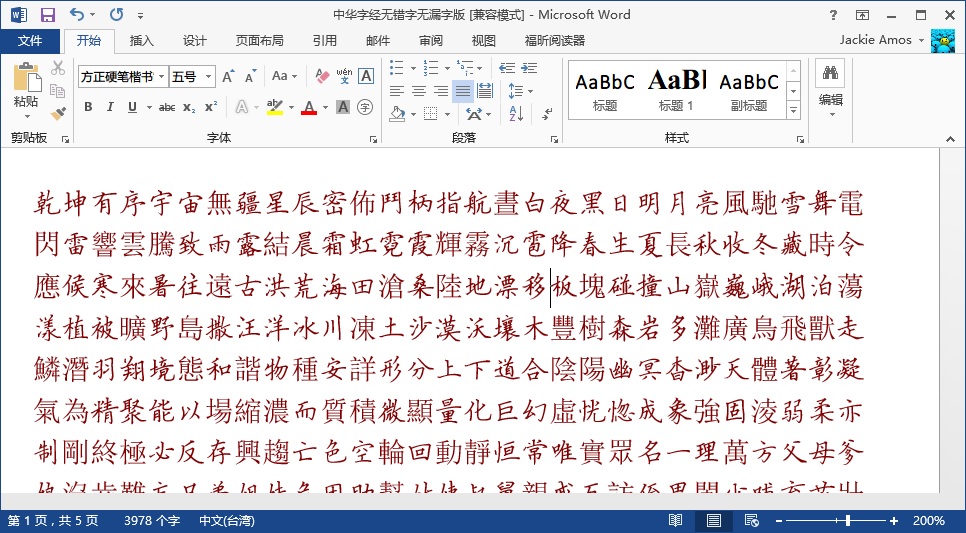 中华字经无错字无漏字版 [兼容模式] - Microsoft Word
文件 开始 插入 设计 页面布局 引用 邮件 审阅 视图 福昕阅读器 Jackie Amos
方正硬笔楷书 五号 Aa wén A
AaBbC AaBl AaBbC
粘贴 标题 标题 1 副标题 编辑
B I U abc X₂ X² A aby A A 字
剪贴板 字体 段落 样式
乾坤有序宇宙無疆星辰密佈鬥柄指航晝白夜黑日明月亮風馳雪舞電
閃雷響雲騰致雨露結晨霜虹霓霞輝霧沉雹降春生夏長秋收冬藏時令
應候寒來暑往遠古洪荒海田滄桑陸地漂移板塊碰撞山嶽巍峨湖泊蕩
漾植被曠野島撒汪洋冰川凍土沙漠沃壤木豐樹森岩多灘廣鳥飛獸走
鱗潛羽翔境態和諧物種安詳形分上下道合陰陽幽冥杳渺天體著彰凝
氣為精聚能以場縮濃而質積微顯量化巨幻虛恍惚成象強固淩弱柔亦
制剛終極必反存興趨亡色空輪回動靜恒常唯實眾名一理萬方父母爹
第 1 页，共 5 页 3978 个字 中文(台湾) 200%